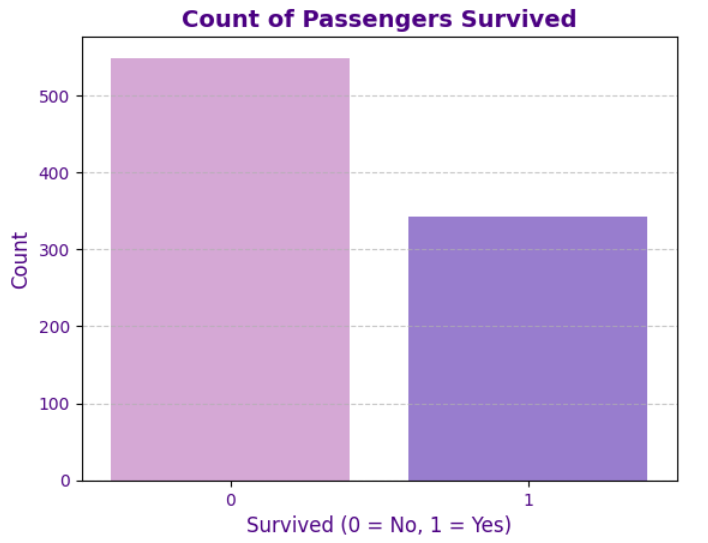 Count of Passengers Survived
500
400
300
200
100
0
Count
0 1
Survived (0 = No, 1 = Yes)